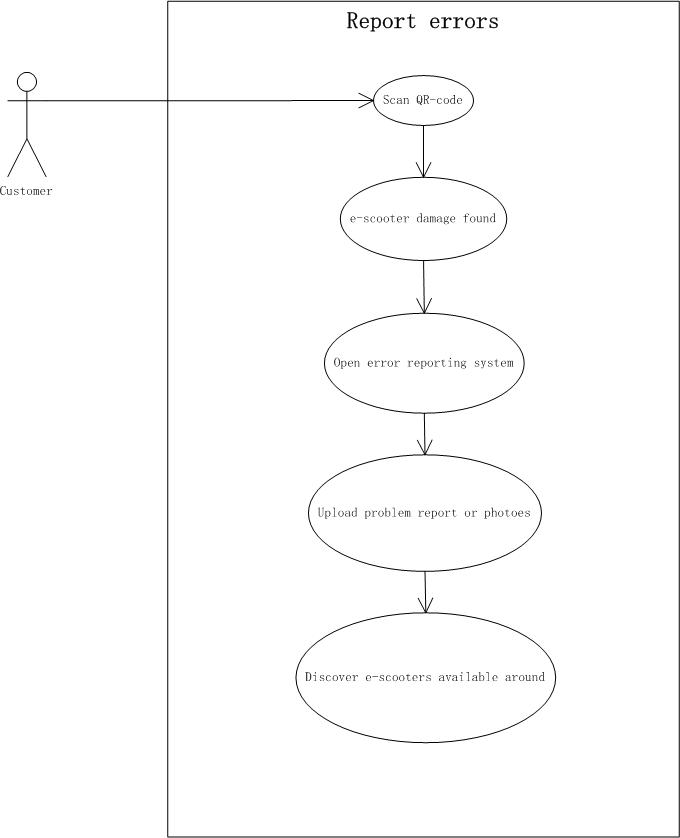 Report errors
Scan QR-code
Customer
e-scooter damage found
Open error reporting system
Upload problem report or photoes
Discover e-scooters available around